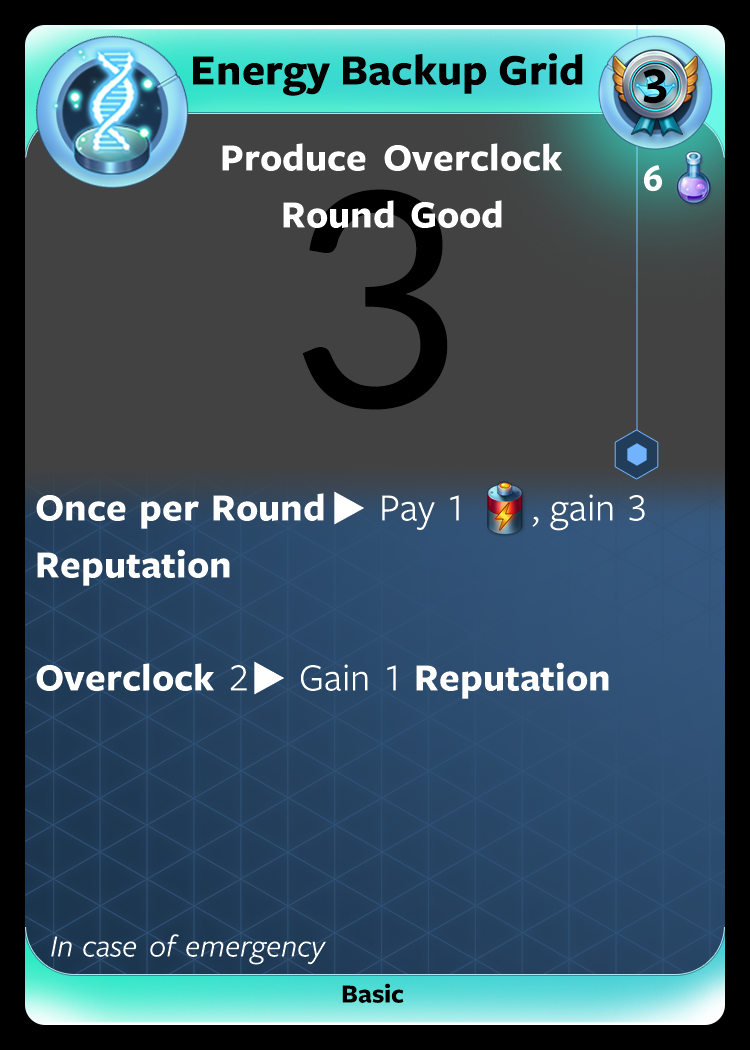 Energy Backup Grid
3
Produce Overclock
6
Round Good
3
Once per Round▶ Pay 1 , gain 3
Reputation
Overclock 2▶ Gain 1 Reputation
In case of emergency
Basic